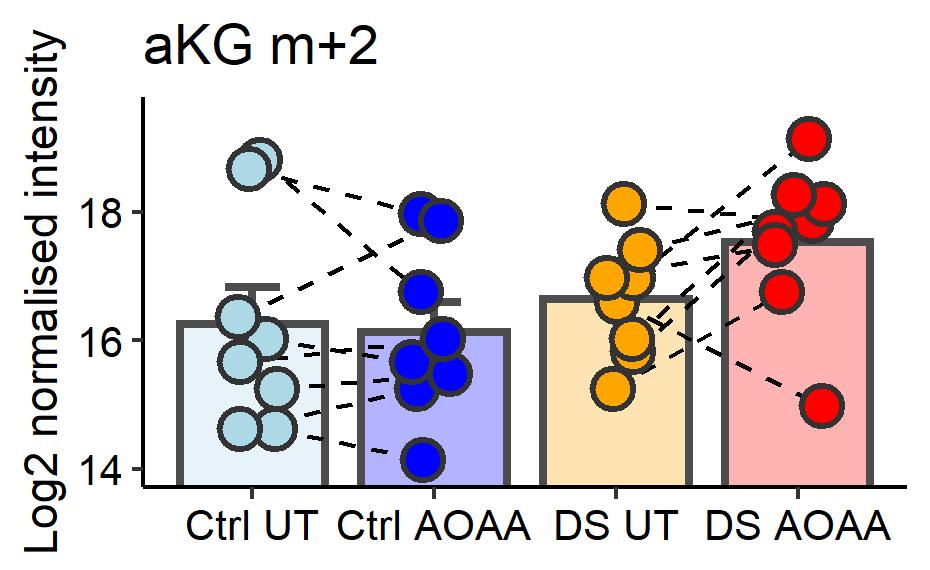 aKG m+2
Log2 normalised intensity
18
16
14
Ctrl UT
Ctrl AOAA
DS UT
DS AOAA